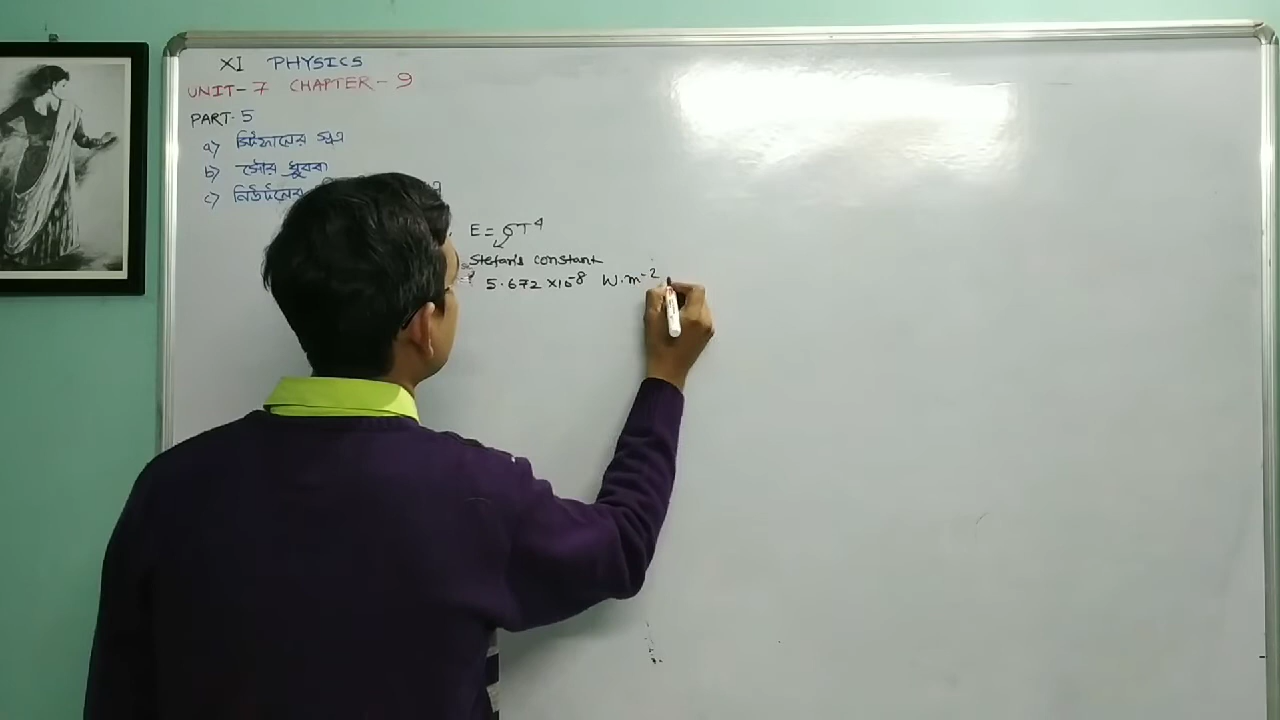 XI PHYSICS
UNIT-7 CHAPTER-9
PART-5
a) স্টিফানের সূত্র
b) সৌর ধ্রুবক
c) নিউটনের
E = σT⁴
Stefan's constant
5.672 ×10⁻⁸ W.m⁻²